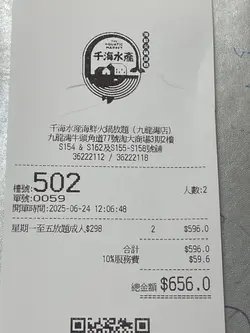 AQUATIC
MARKET
千海水產
千海水產海鮮火鍋放題（九龍灣店）
九龍灣牛頭角道77號淘大商場3期2樓
S154 & S162及S155-S158號舖
36222112 / 36222118
檯號:502
人數:2
單號:0059
開單時間:2025-06-24 12:06:48
星期一至五放題成人$298 2 $596.0
合計: $596.0
10%服務費 $59.6
總金額 $656.0